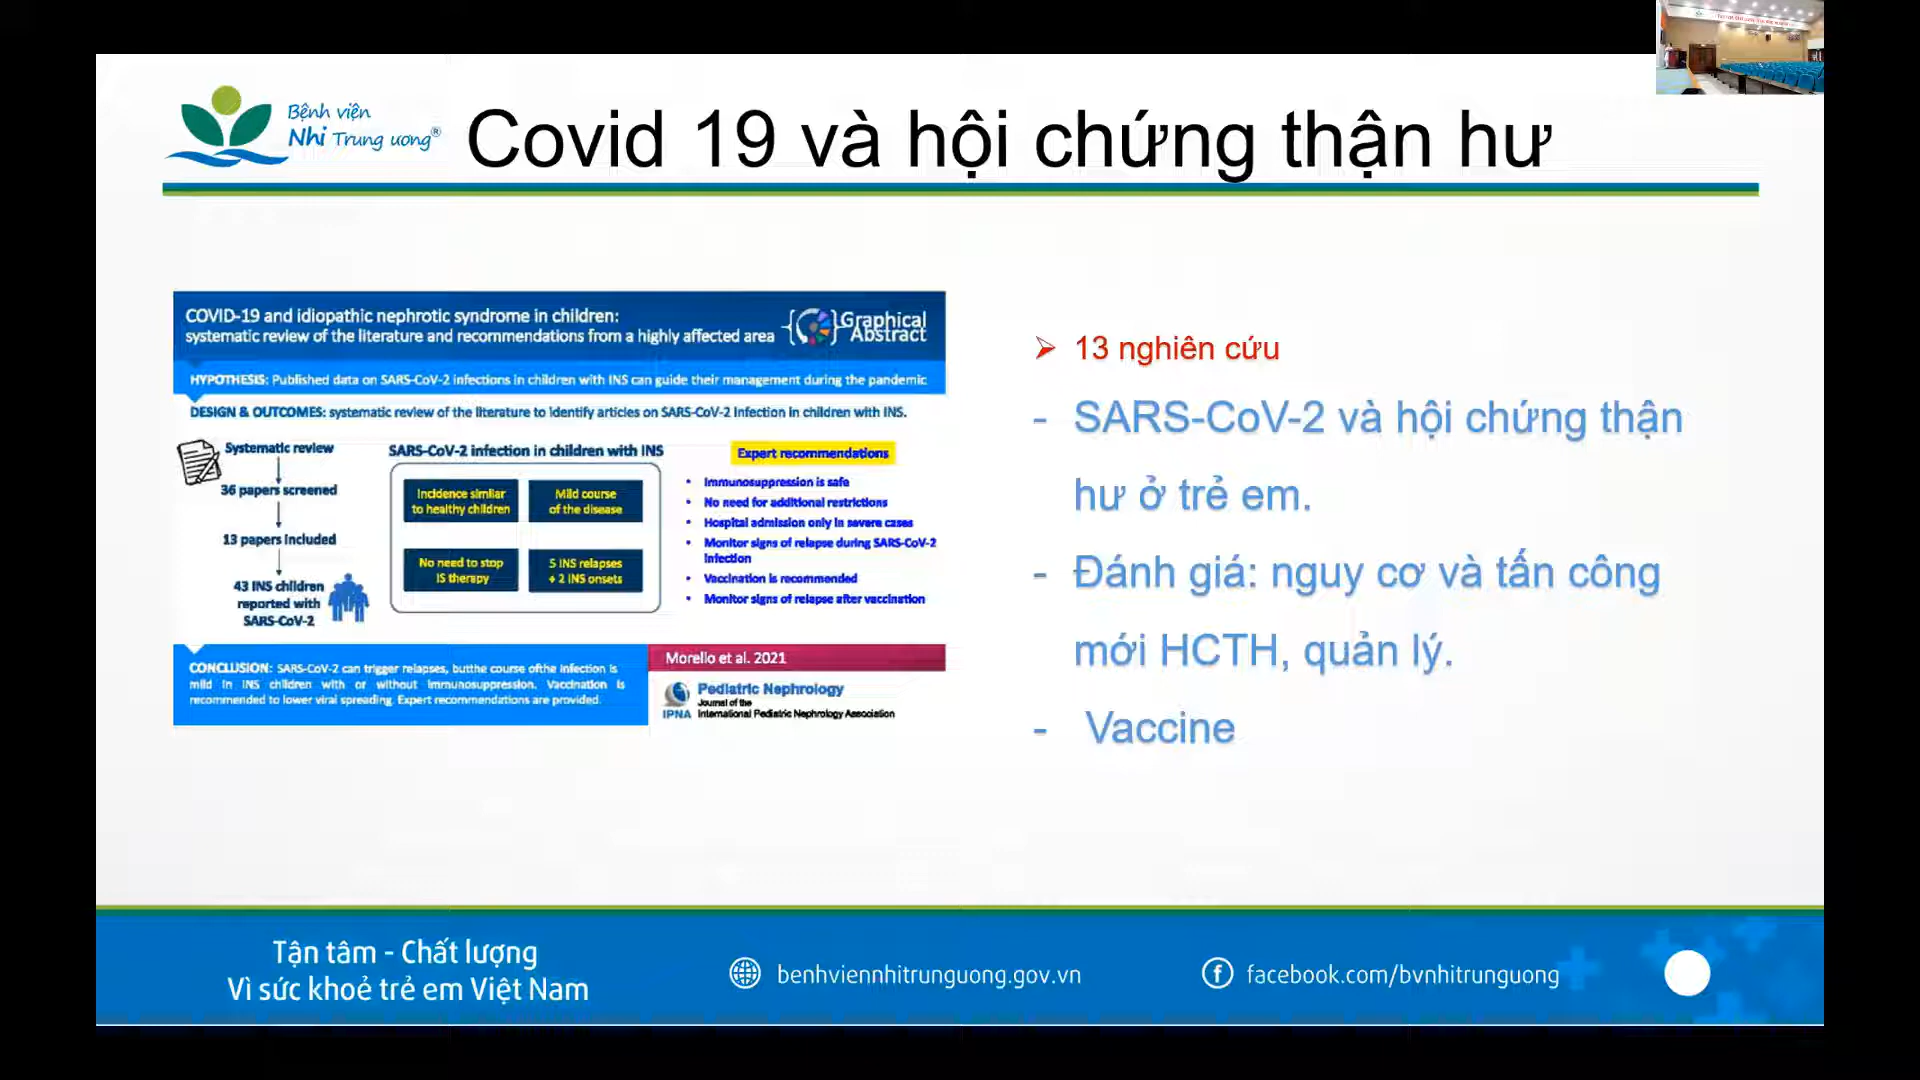 Bệnh viện
Nhi Trung ương®
Covid 19 và hội chứng thận hư
COVID-19 and idiopathic nephrotic syndrome in children:
systematic review of the literature and recommendations from a highly affected area
Graphical
Abstract
HYPOTHESIS: Published data on SARS-CoV-2 infections in children with INS can guide their management during the pandemic
DESIGN & OUTCOMES: systematic review of the literature to identify articles on SARS-CoV-2 infection in children with INS.
Systematic review
36 papers screened
13 papers included
43 INS children
reported with
SARS-CoV-2
SARS-CoV-2 infection in children with INS
Incidence similar
to healthy children
Mild course
of the disease
No need to stop
IS therapy
5 INS relapses
+ 2 INS onsets
Expert recommendations
• Immunosuppression is safe
• No need for additional restrictions
• Hospital admission only in severe cases
• Monitor signs of relapse during SARS-CoV-2
infection
• Vaccination is recommended
• Monitor signs of relapse after vaccination
CONCLUSION: SARS-CoV-2 can trigger relapses, butthe course ofthe infection is
mild in INS children with or without immunosuppression. Vaccination is
recommended to lower viral spreading. Expert recommendations are provided.
Morello et al. 2021
Pediatric Nephrology
Journal of the
International Pediatric Nephrology Association
IPNA
➢ 13 nghiên cứu
- SARS-CoV-2 và hội chứng thận
hư ở trẻ em.
- Đánh giá: nguy cơ và tấn công
mới HCTH, quản lý.
- Vaccine
Tận tâm - Chất lượng
Vì sức khoẻ trẻ em Việt Nam
benhviennhitrunguong.gov.vn
facebook.com/bvnhitrunguong